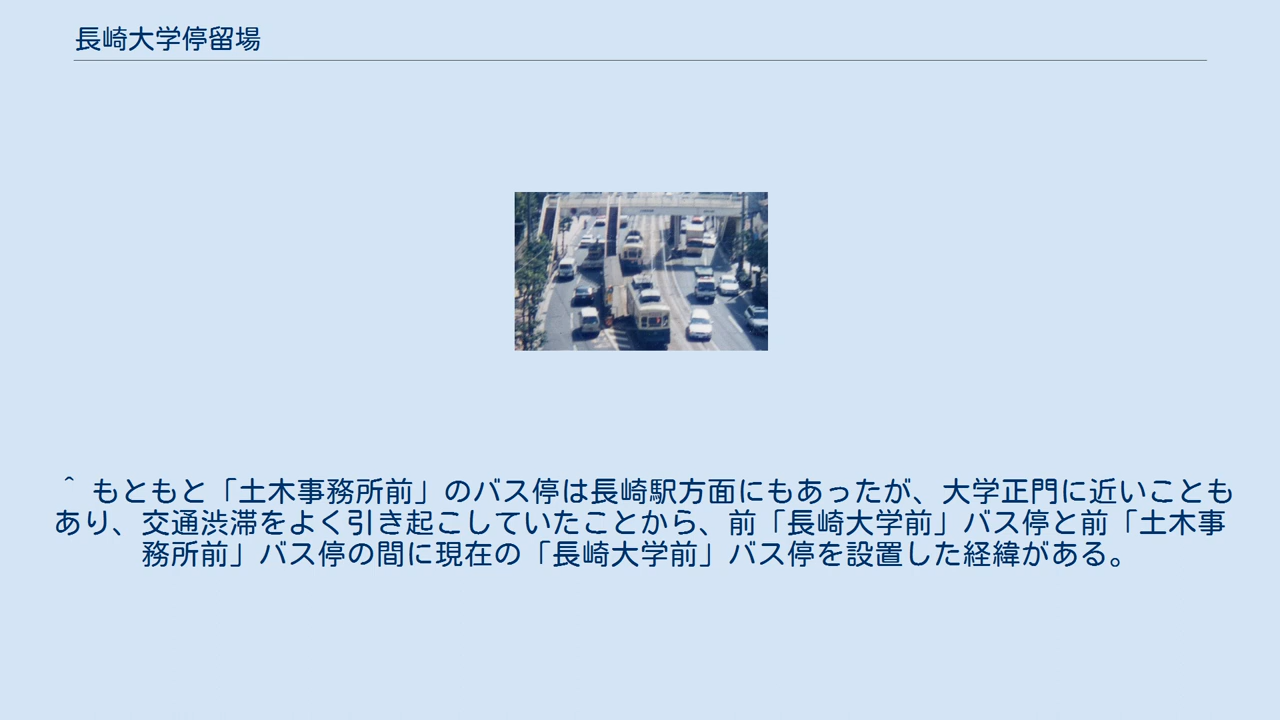 長崎大学停留場
^ もともと「土木事務所前」のバス停は長崎駅方面にもあったが、大学正門に近いことも
あり、交通渋滞をよく引き起こしていたことから、前「長崎大学前」バス停と前「土木事
務所前」バス停の間に現在の「長崎大学前」バス停を設置した経緯がある。